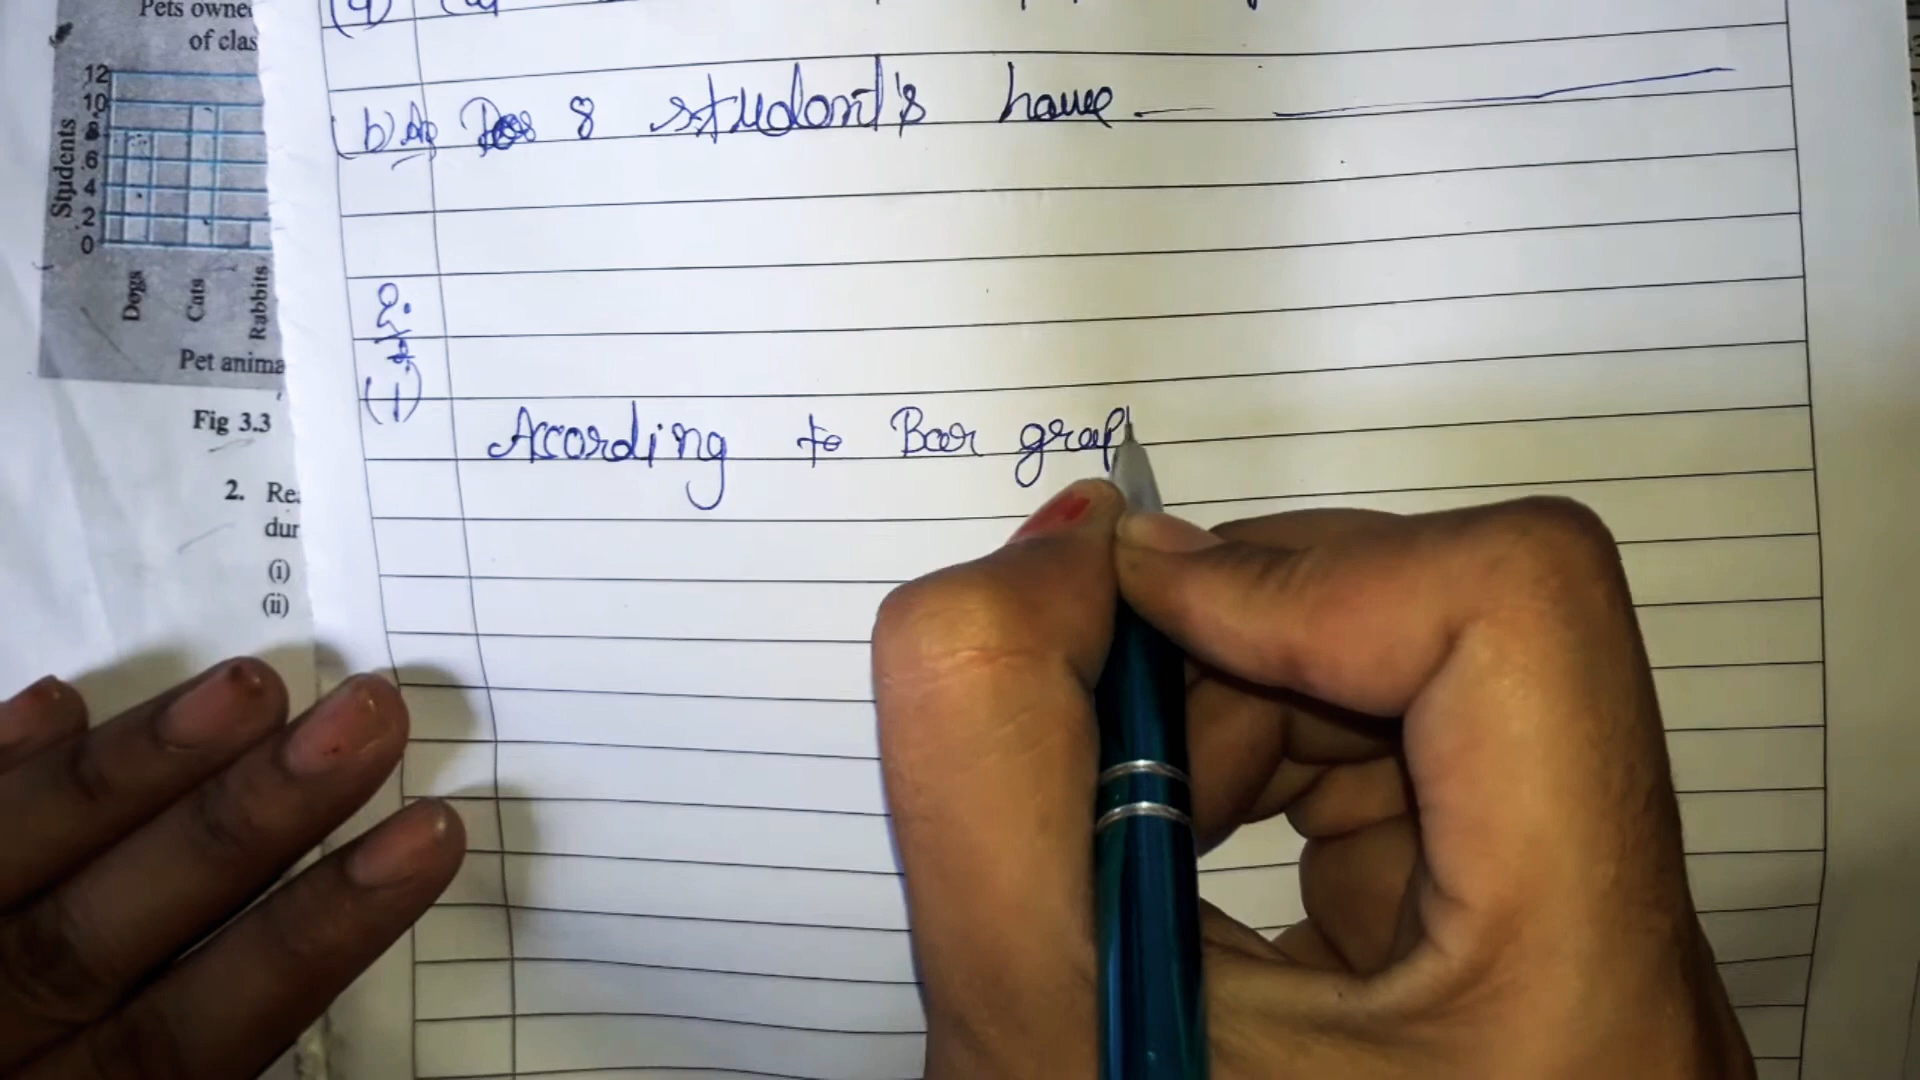 Pets owne
of clas
12
10
8
6
4
2
0
Students
Dogs
Cats
Rabbits
Pet anima
Fig 3.3
2. Re
dur
(i)
(ii)
(b) 8 student's have
2.
(1)
According to Bar grap